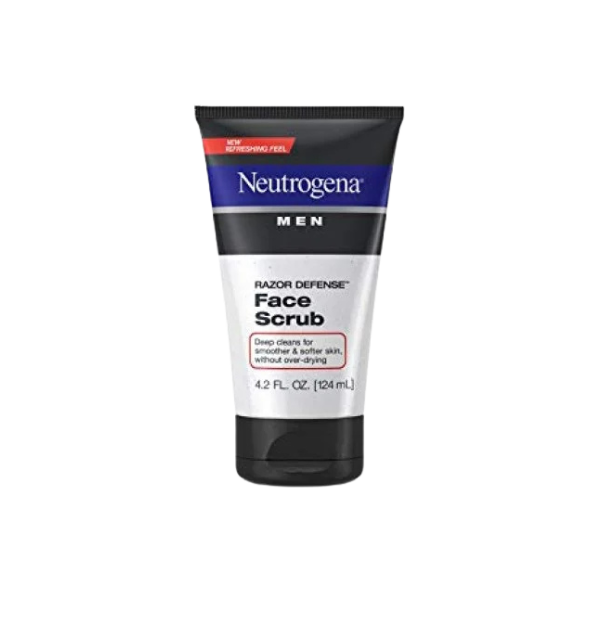 NEW
REFRESHING FEEL
Neutrogena®
MEN
RAZOR DEFENSE™
Face
Scrub
Deep cleans for
smoother & softer skin,
without over-drying
4.2 FL. OZ. [124 mL]